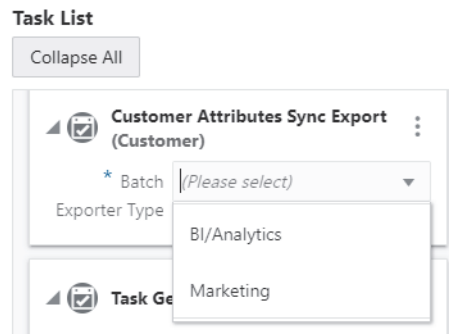 Task List
Collapse All
Customer Attributes Sync Export
(Customer)
* Batch (Please select)
Exporter Type
BI/Analytics
Marketing
Task Ge